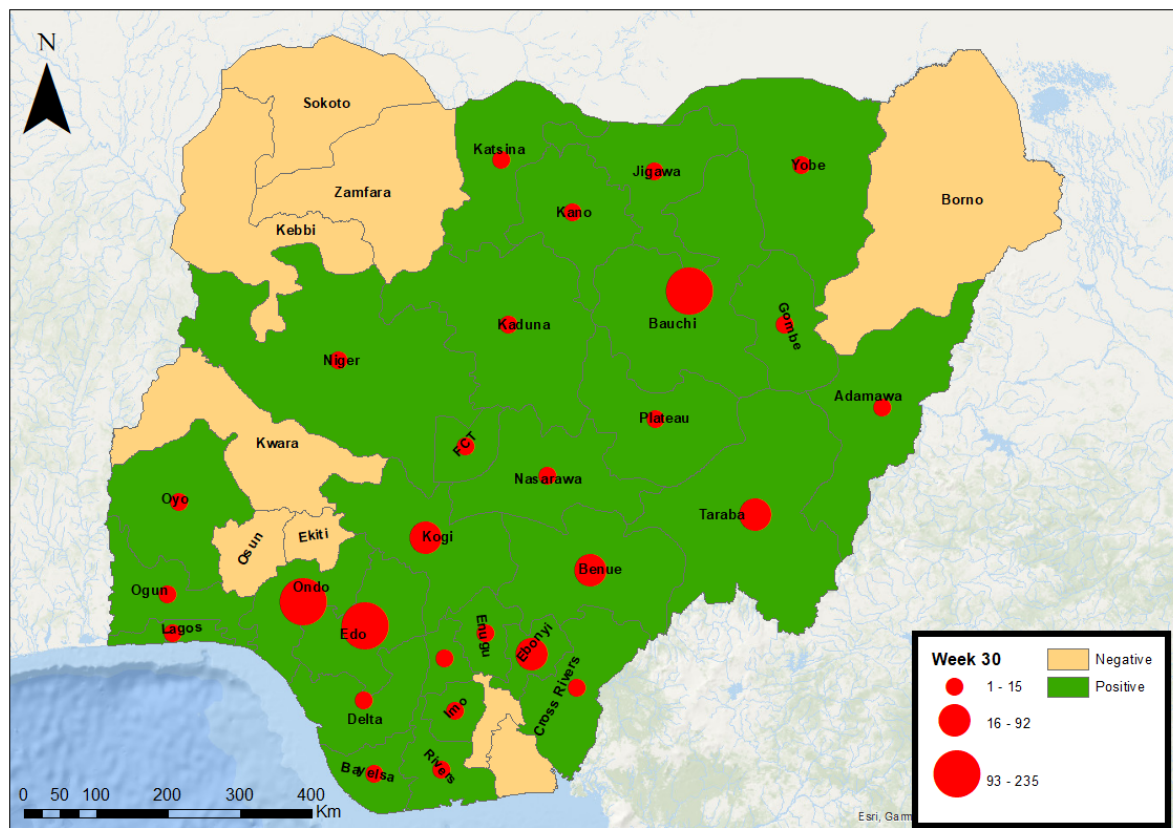 N
Sokoto
Katsina
Jigawa
Yobe
Zamfara
Borno
Kano
Kebbi
Kaduna
Bauchi
Gombe
Niger
Adamawa
Plateau
Kwara
FCT
Nasarawa
Oyo
Taraba
Osun
Ekiti
Kogi
Benue
Ogun
Ondo
Lagos
Edo
Enugu
Ebonyi
Cross Rivers
Delta
Imo
Bayelsa
Rivers
0 50 100 200 300 400
Km
Week 30
1 - 15
16 - 92
93 - 235
Negative
Positive
Esri, Garm